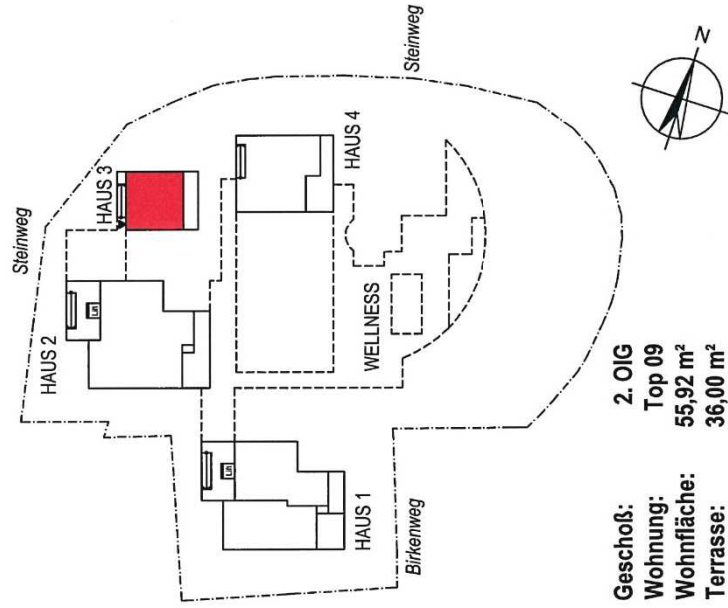 Steinweg
Steinweg
HAUS 3
HAUS 4
HAUS 2
Lift
WELLNESS
Lift
HAUS 1
Birkenweg
N
Geschoß: 2. OIG
Wohnung: Top 09
Wohnfläche: 55,92 m²
Terrasse: 36,00 m²